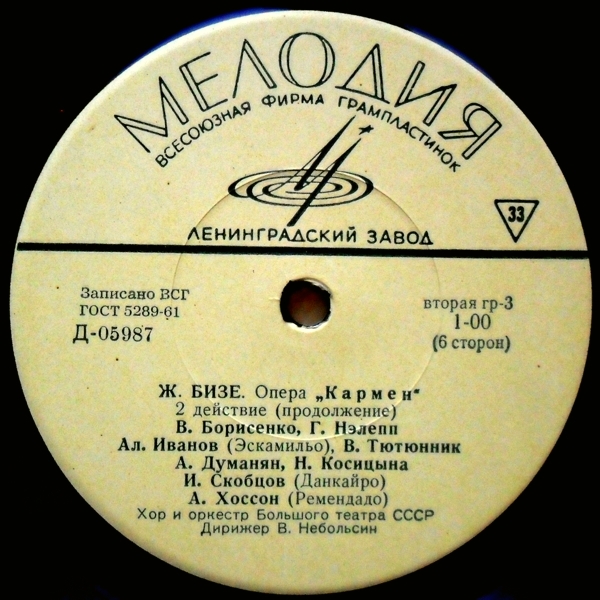 МЕЛОДИЯ
ВСЕСОЮЗНАЯ ФИРМА ГРАМПЛАСТИНОК
33
ЛЕНИНГРАДСКИЙ ЗАВОД
Записано ВСГ
ГОСТ 5289-61
Д-05987
вторая гр-3
1-00
(6 сторон)
Ж. БИЗЕ. Опера „Кармен"
2 действие (продолжение)
В. Борисенко, Г. Нэлепп
Ал. Иванов (Эскамильо), В. Тютюнник
А. Думанян, Н. Косицына
И. Скобцов (Данкайро)
А. Хоссон (Ремендадо)
Хор и оркестр Большого театра СССР
Дирижер В. Небольсин